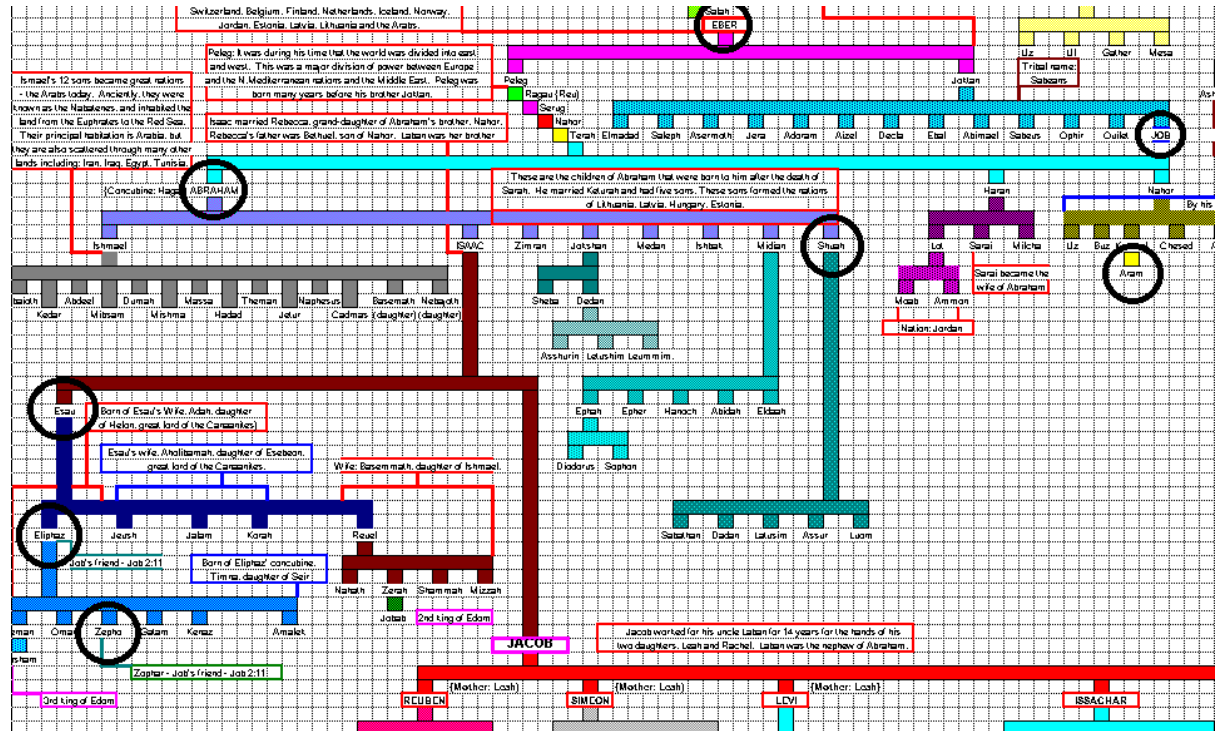 Switzerland, Belgium, Finland, Netherlands, Iceland, Norway,
Jordan, Estonia, Latvia, Lithuania and the Arabs.
Salah
EBER
Uz Ul Gather Mesa
Tribal name:
Sabeans
Peleg: It was during his time that the world was divided into east
and west. This was a major division of power between Europe
and the N.Mediterranean nations and the Middle East. Peleg was
born many years before his brother Joktan.
Peleg
Joktan
Ragau (Reu)
Serug
Nahor
Terah
Ismael's 12 sons became great nations
- the Arabs today. Anciently, they were
known as the Nabatenes, and inhabited the
land from the Euphrates to the Red Sea.
Their principal habitation is Arabia, but
they are also scattered through many other
lands including: Iran, Iraq, Egypt, Tunisia.
Isaac married Rebecca, grand-daughter of Abraham's brother, Nahor.
Rebecca's father was Bethuel, son of Nahor. Laban was her brother
Elmadad Saleph Asermoth Jera Adoram Aizel Decla Ebal Abimael Sabeus Ophir Ouilet JOB
(Concubine: ABRAHAM
These are the children of Abraham that were born to him after the death of
Sarah. He married Keturah and had five sons. These sons formed the nations
of Lithuania, Latvia, Hungary, Estonia.
Haran
Nahor
By his
Ishmael
ISAAC Zimran Jokshan Medan Ishbak Midian Shuah
Lot Sarai Milcha
Uz Buz Chesed
Aram
Sarai became the
wife of Abraham
Abdeel Dumah Massa Theman Naphesus Basemath Nebajoth
Kedar Mibsam Mishma Hadad Jetur Cadmas (daughter) (daughter)
Sheba Dedan
Moab Ammon
Nation: Jordan
Asshurin Letushim Leummim.
Esau
Born of Esau's Wife, Adah, daughter
of Helon, great lord of the Canaanites)
Ephah Epher Hanoch Abidah Eldaah
Esau's wife, Aholibamah, daughter of Esebeon,
great lord of the Canaanites.
Wife: Basemmath, daughter of Ishmael.
Diodorus Sophon
Eliphaz Jeush Jalam Korah Reuel
Sabathan Dadan Latusim Assur Luom
Job's friend - Job 2:11
Born of Eliphaz' concubine,
Timna, daughter of Seir
Nahath Zerah Shammah Mizzah
Jobab
2nd king of Edom
Zepho Gatam Kenaz Amalek
Zophar - Job's friend - Job 2:11
3rd king of Edom
JACOB
Jacob worked for his uncle Laban for 14 years for the hands of his
two daughters, Leah and Rachel. Laban was the nephew of Abraham.
(Mother: Leah) (Mother: Leah) (Mother: Leah)
REUBEN SIMEON LEVI ISSACHAR